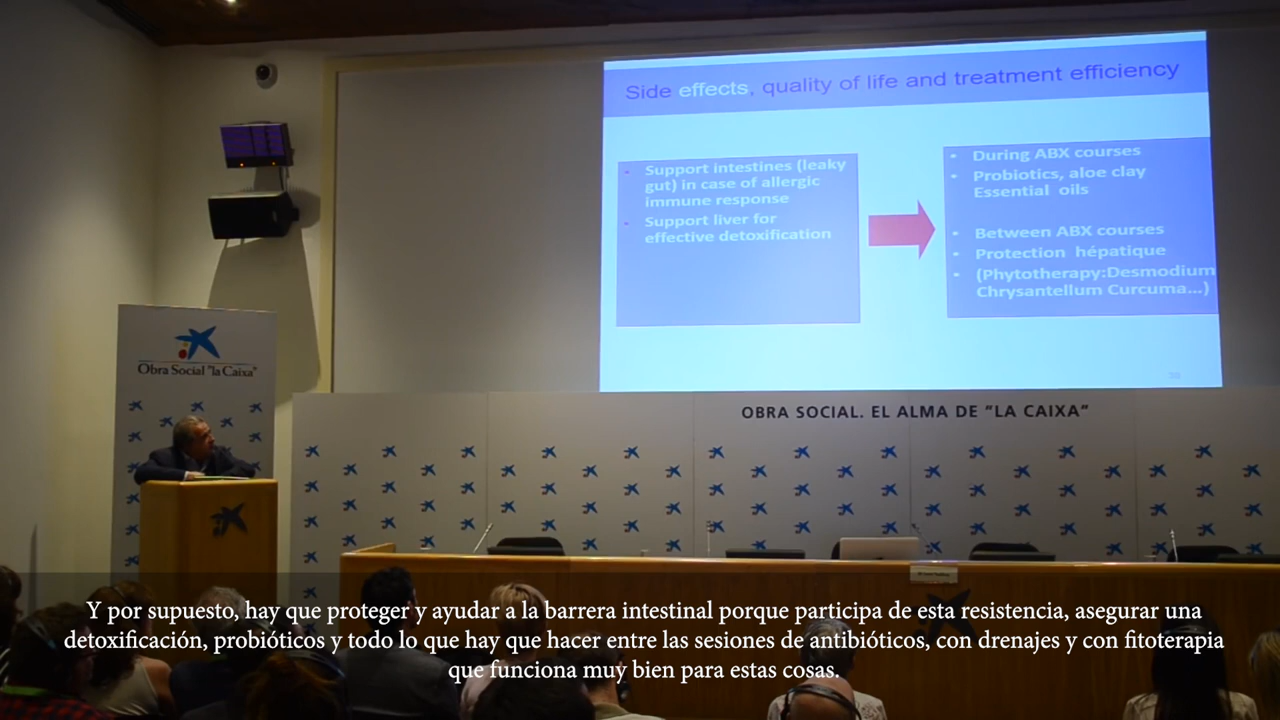 Side effects, quality of life and treatment efficiency
• Support intestines (leaky
gut) in case of allergic
immune response
• Support liver for
effective detoxification
• During ABX courses
• Probiotics, aloe clay
Essential oils
• Between ABX courses
• Protection hépatique
• (Phytotherapy:Desmodium
Chrysantellum Curcuma...)
38
Obra Social "la Caixa"
OBRA SOCIAL. EL ALMA DE "LA CAIXA"
Y por supuesto, hay que proteger y ayudar a la barrera intestinal porque participa de esta resistencia, asegurar una
detoxificación, probióticos y todo lo que hay que hacer entre las sesiones de antibióticos, con drenajes y con fitoterapia
que funciona muy bien para estas cosas.